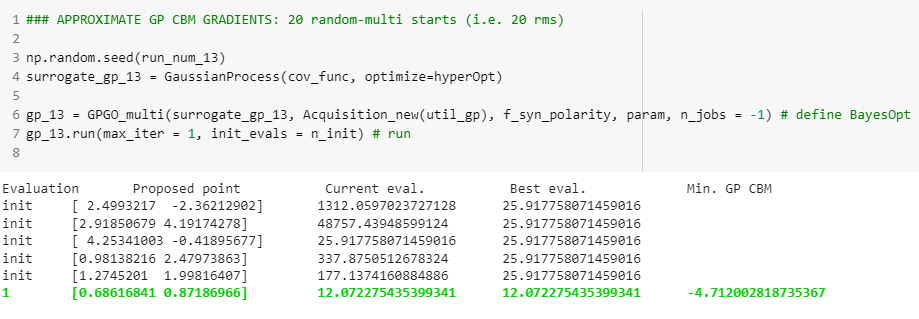 1 ### APPROXIMATE GP CBM GRADIENTS: 20 random-multi starts (i.e. 20 rms)
2
3 np.random.seed(run_num_13)
4 surrogate_gp_13 = GaussianProcess(cov_func, optimize=hyperOpt)
5
6 gp_13 = GPGO_multi(surrogate_gp_13, Acquisition_new(util_gp), f_syn_polarity, param, n_jobs = -1) # define BayesOpt
7 gp_13.run(max_iter = 1, init_evals = n_init) # run
8
Evaluation Proposed point Current eval. Best eval. Min. GP CBM
init [ 2.4993217 -2.36212902] 1312.0597023727128 25.917758071459016
init [2.91850679 4.19174278] 48757.43948599124 25.917758071459016
init [ 4.25341003 -0.41895677] 25.917758071459016 25.917758071459016
init [0.98138216 2.47973863] 337.8750512678324 25.917758071459016
init [1.2745201 1.99816407] 177.1374160884886 25.917758071459016
1 [0.68616841 0.87186966] 12.072275435399341 12.072275435399341 -4.712002818735367